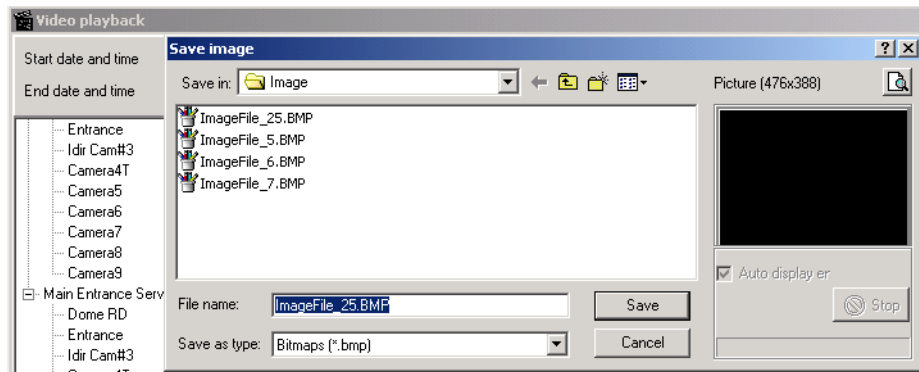 Video playback
Start date and time
End date and time
Entrance
Idir Cam#3
Camera4T
Camera5
Camera6
Camera7
Camera8
Camera9
Main Entrance Serv
Dome RD
Entrance
Idir Cam#3
Save image
Save in: Image
Picture (476x388)
ImageFile_25.BMP
ImageFile_5.BMP
ImageFile_6.BMP
ImageFile_7.BMP
Auto display er
Stop
File name: ImageFile_25.BMP Save
Save as type: Bitmaps (*.bmp) Cancel